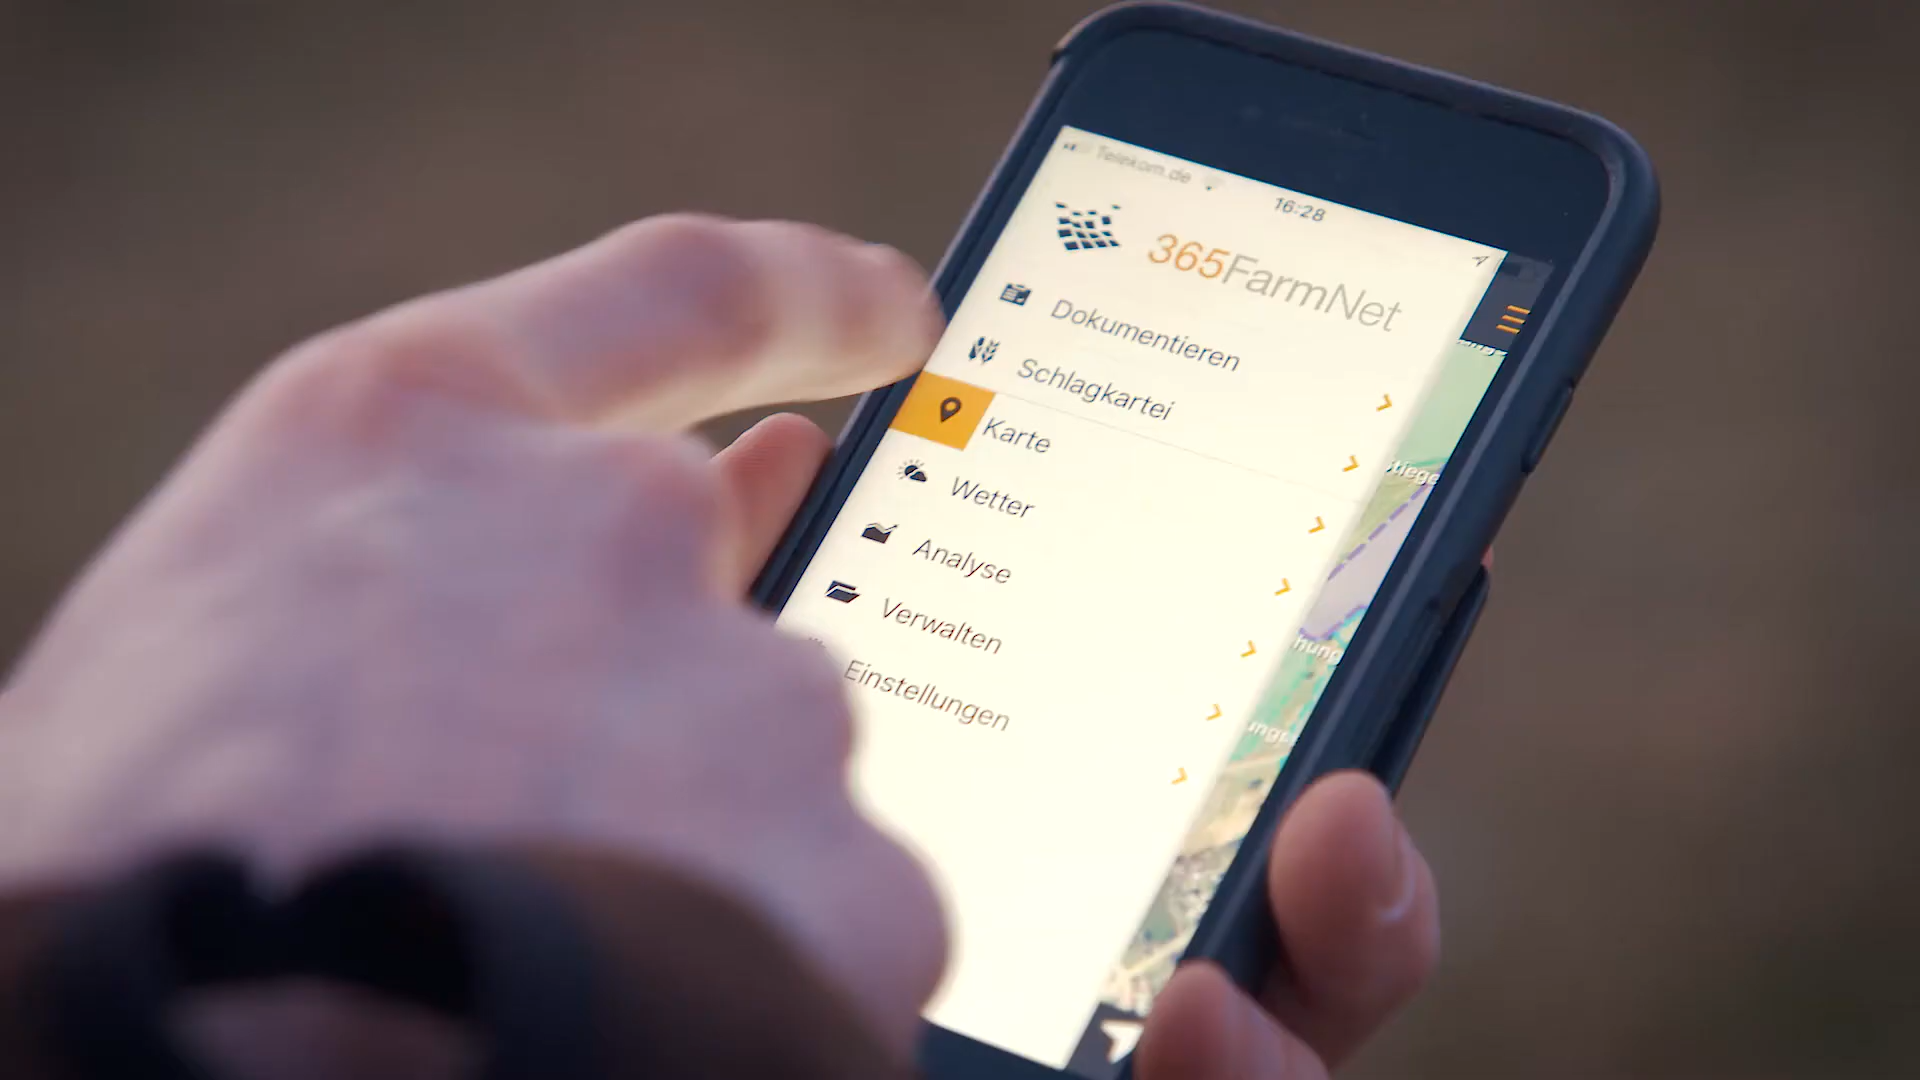 Telekom.de
16:28
365FarmNet
Dokumentieren
Schlagkartei
Karte
Wetter
Analyse
Verwalten
Einstellungen